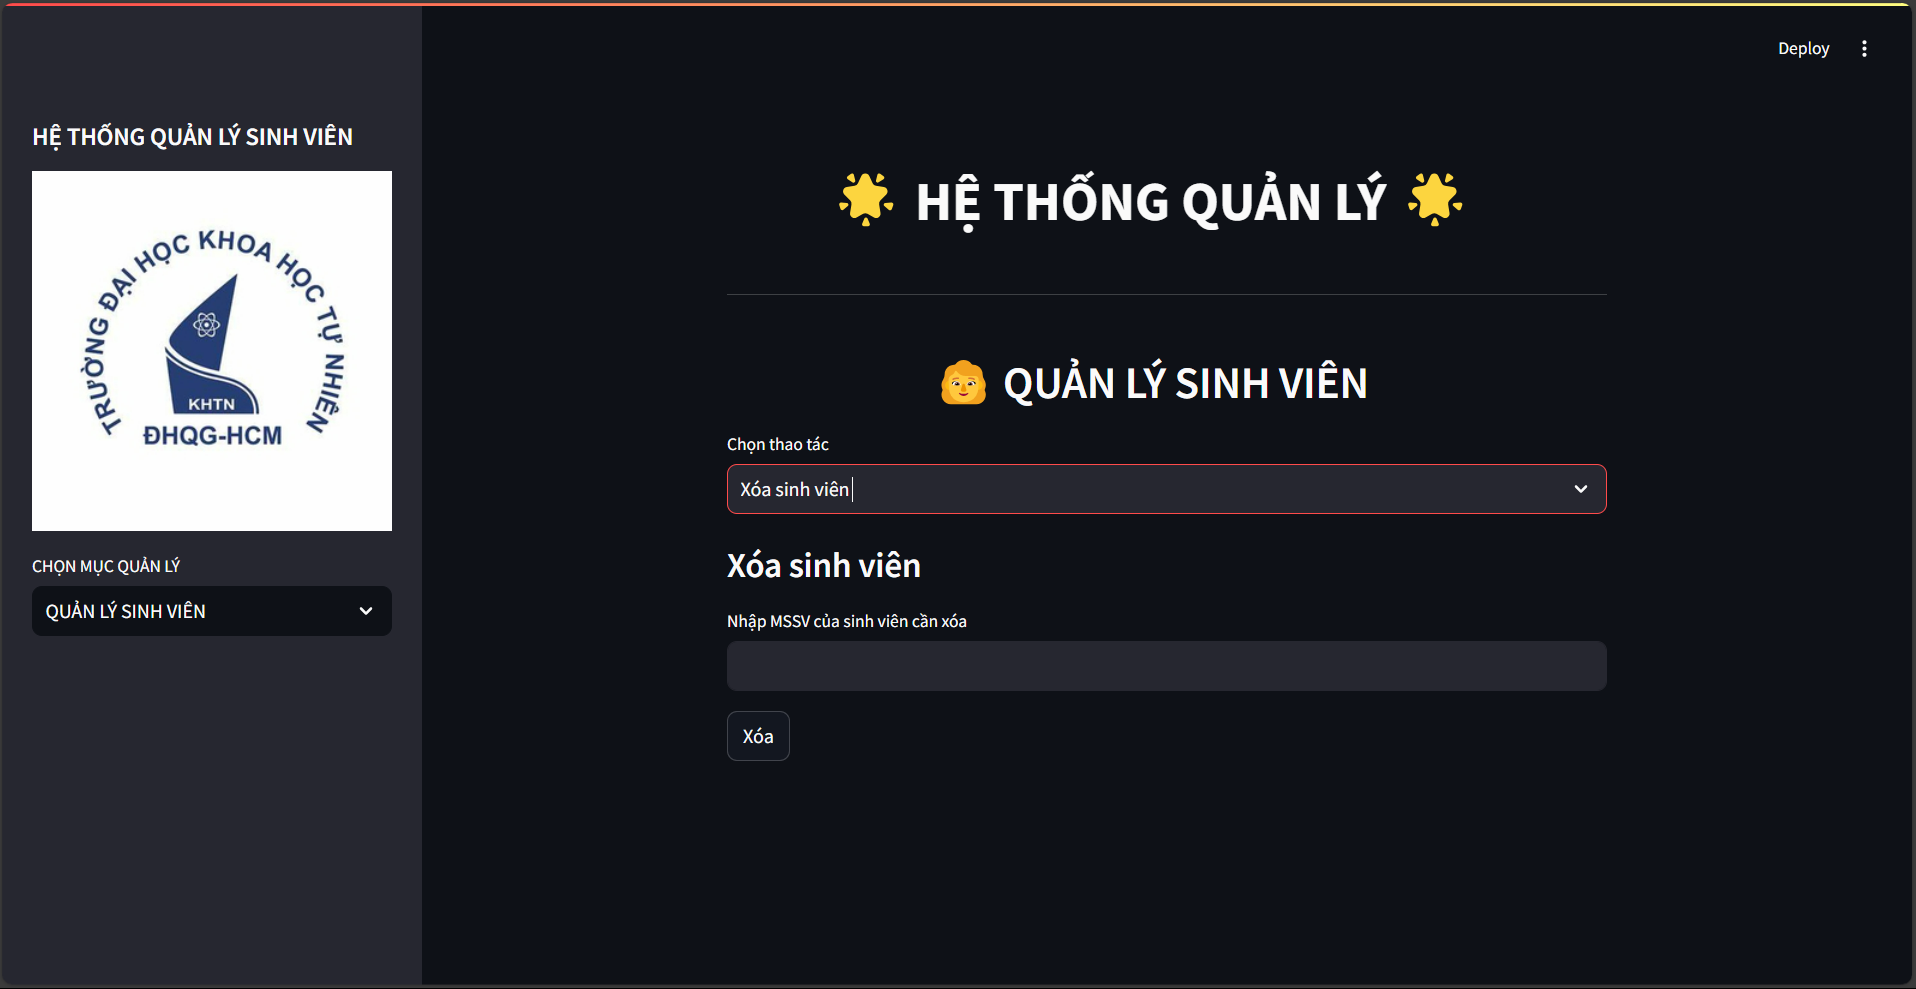 Deploy
HỆ THỐNG QUẢN LÝ SINH VIÊN
TRƯỜNG ĐẠI HỌC KHOA HỌC TỰ NHIÊN
KHTN
ĐHQG-HCM
CHỌN MỤC QUẢN LÝ
QUẢN LÝ SINH VIÊN
HỆ THỐNG QUẢN LÝ
QUẢN LÝ SINH VIÊN
Chọn thao tác
Xóa sinh viên
Xóa sinh viên
Nhập MSSV của sinh viên cần xóa
Xóa